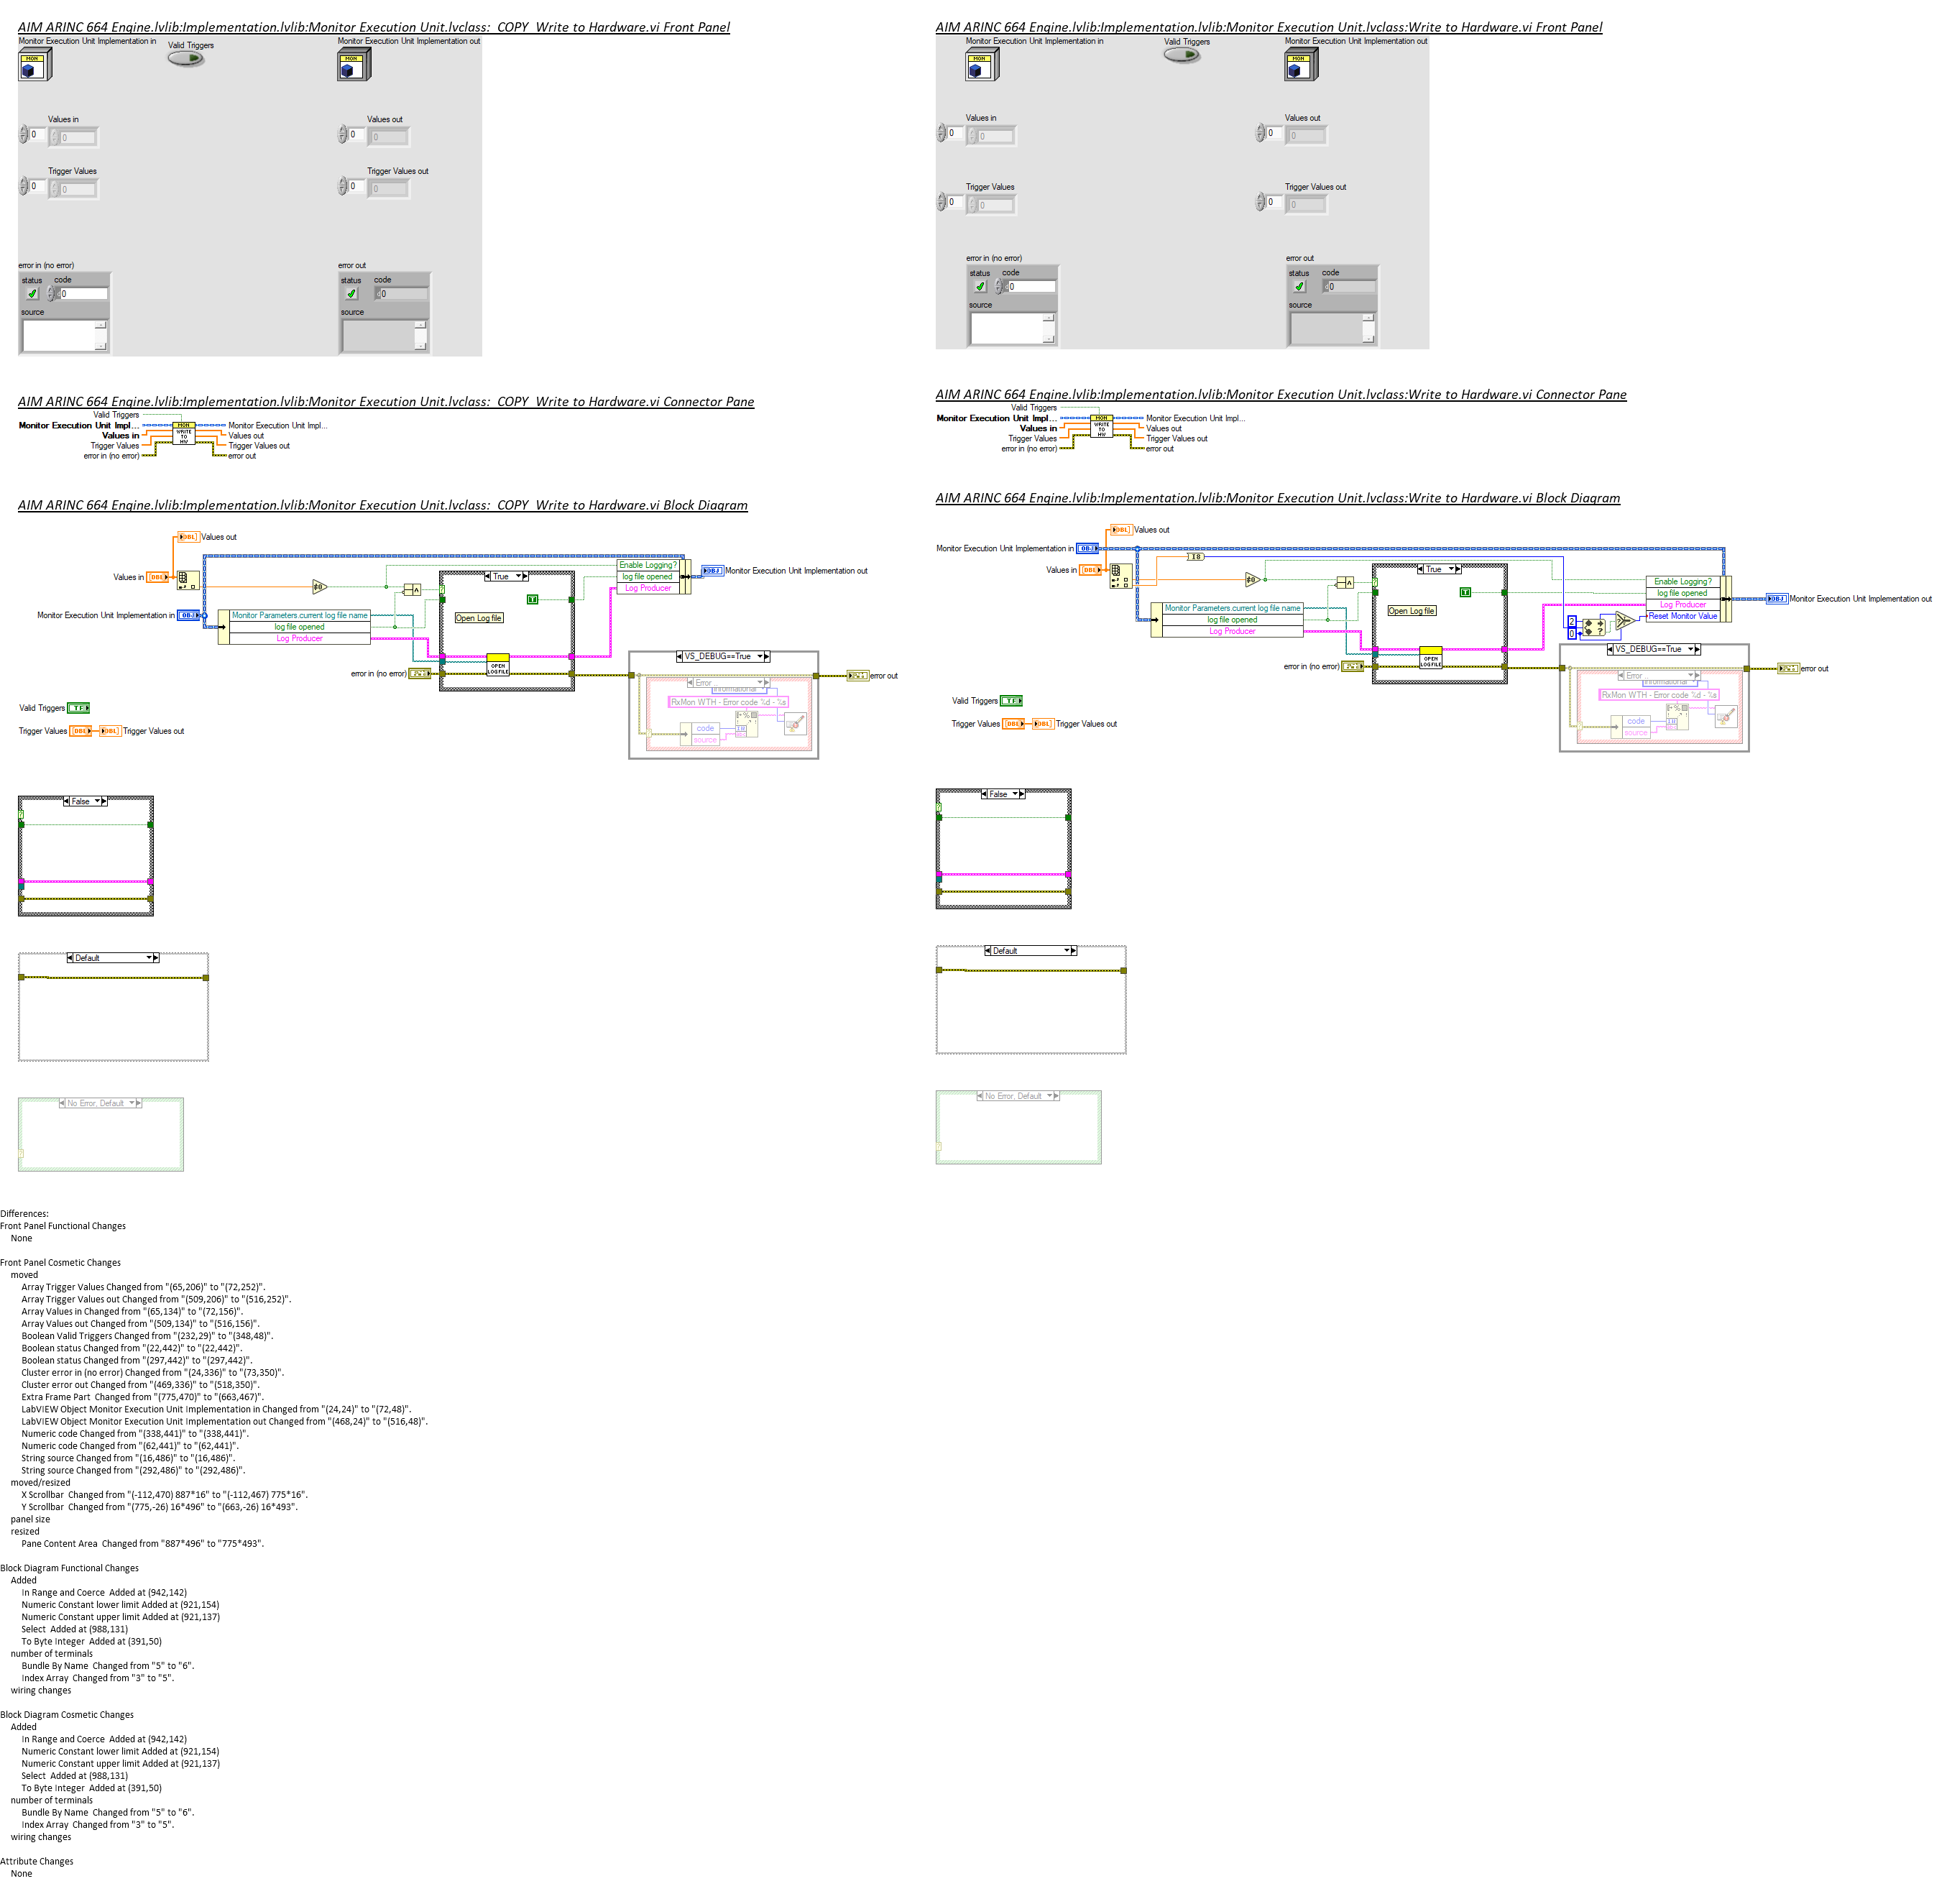 AIM ARINC 664 Engine.lvlib:Implementation.lvlib:Monitor Execution Unit.lvclass:  COPY  Write to Hardware.vi Front Panel
Monitor Execution Unit Implementation in
Valid Triggers
Monitor Execution Unit Implementation out
MON
MON
Values in
0
0
Values out
0
0
Trigger Values
0
0
Trigger Values out
0
0
error in (no error)
status
code
0
source
error out
status
code
0
source
AIM ARINC 664 Engine.lvlib:Implementation.lvlib:Monitor Execution Unit.lvclass:  COPY  Write to Hardware.vi Connector Pane
Valid Triggers
Monitor Execution Unit Impl...
Values in
Trigger Values
error in (no error)
MON
WRITE
TO
HW
Monitor Execution Unit Impl...
Values out
Trigger Values out
error out
AIM ARINC 664 Engine.lvlib:Implementation.lvlib:Monitor Execution Unit.lvclass:  COPY  Write to Hardware.vi Block Diagram
DBL
Values out
Values in
DBL
Monitor Execution Unit Implementation in
OBJ
Monitor Parameters.current log file name
log file opened
Log Producer
≠0
True
T
Open Log file
OPEN
LOGFILE
Enable Logging?
log file opened
Log Producer
OBJ
Monitor Execution Unit Implementation out
error in (no error)
VS_DEBUG==True
Error
Informational
RxMon WTH - Error code %d - %s
code
source
error out
Valid Triggers
TF
Trigger Values
DBL
DBL
Trigger Values out
False
Default
No Error, Default
AIM ARINC 664 Engine.lvlib:Implementation.lvlib:Monitor Execution Unit.lvclass:Write to Hardware.vi Front Panel
Monitor Execution Unit Implementation in
Valid Triggers
Monitor Execution Unit Implementation out
MON
MON
Values in
0
0
Values out
0
0
Trigger Values
0
0
Trigger Values out
0
0
error in (no error)
status
code
0
source
error out
status
code
0
source
AIM ARINC 664 Engine.lvlib:Implementation.lvlib:Monitor Execution Unit.lvclass:Write to Hardware.vi Connector Pane
Valid Triggers
Monitor Execution Unit Impl...
Values in
Trigger Values
error in (no error)
MON
WRITE
TO
HW
Monitor Execution Unit Impl...
Values out
Trigger Values out
error out
AIM ARINC 664 Engine.lvlib:Implementation.lvlib:Monitor Execution Unit.lvclass:Write to Hardware.vi Block Diagram
DBL
Values out
Monitor Execution Unit Implementation in
OBJ
I8
Values in
DBL
≠0
Monitor Parameters.current log file name
log file opened
Log Producer
True
T
Open Log file
OPEN
LOGFILE
Enable Logging?
log file opened
Log Producer
Reset Monitor Value
2
0
OBJ
Monitor Execution Unit Implementation out
error in (no error)
VS_DEBUG==True
Error
Informational
RxMon WTH - Error code %d - %s
code
source
error out
Valid Triggers
TF
Trigger Values
DBL
DBL
Trigger Values out
False
Default
No Error, Default
Differences:
Front Panel Functional Changes
None
Front Panel Cosmetic Changes
moved
Array Trigger Values Changed from "(65,206)" to "(72,252)".
Array Trigger Values out Changed from "(509,206)" to "(516,252)".
Array Values in Changed from "(65,134)" to "(72,156)".
Array Values out Changed from "(509,134)" to "(516,156)".
Boolean Valid Triggers Changed from "(232,29)" to "(348,48)".
Boolean status Changed from "(22,442)" to "(22,442)".
Boolean status Changed from "(297,442)" to "(297,442)".
Cluster error in (no error) Changed from "(24,336)" to "(73,350)".
Cluster error out Changed from "(469,336)" to "(518,350)".
Extra Frame Part  Changed from "(775,470)" to "(663,467)".
LabVIEW Object Monitor Execution Unit Implementation in Changed from "(24,24)" to "(72,48)".
LabVIEW Object Monitor Execution Unit Implementation out Changed from "(468,24)" to "(516,48)".
Numeric code Changed from "(338,441)" to "(338,441)".
Numeric code Changed from "(62,441)" to "(62,441)".
String source Changed from "(16,486)" to "(16,486)".
String source Changed from "(292,486)" to "(292,486)".
moved/resized
X Scrollbar  Changed from "(-112,470) 887*16" to "(-112,467) 775*16".
Y Scrollbar  Changed from "(775,-26) 16*496" to "(663,-26) 16*493".
panel size
resized
Pane Content Area  Changed from "887*496" to "775*493".
Block Diagram Functional Changes
Added
In Range and Coerce  Added at (942,142)
Numeric Constant lower limit Added at (921,154)
Numeric Constant upper limit Added at (921,137)
Select  Added at (988,131)
To Byte Integer  Added at (391,50)
number of terminals
Bundle By Name  Changed from "5" to "6".
Index Array  Changed from "3" to "5".
wiring changes
Block Diagram Cosmetic Changes
Added
In Range and Coerce  Added at (942,142)
Numeric Constant lower limit Added at (921,154)
Numeric Constant upper limit Added at (921,137)
Select  Added at (988,131)
To Byte Integer  Added at (391,50)
number of terminals
Bundle By Name  Changed from "5" to "6".
Index Array  Changed from "3" to "5".
wiring changes
Attribute Changes
None